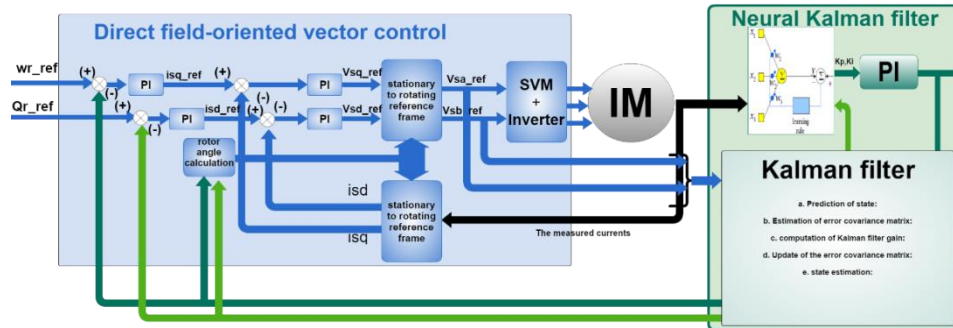 Direct field-oriented vector control
Neural Kalman filter
wr_ref
(+)
(-)
PI
isq_ref
(+)
(-)
PI
Vsq_ref
stationary
to rotating
reference
frame
Vsa_ref
SVM
+
Inverter
IM
Kp,Ki
PI
Qr_ref
(+)
(-)
PI
isd_ref
(-)
PI
Vsd_ref
Vsb_ref
rotor
angle
calculation
isd
isq
stationary
to rotating
reference
frame
The measured currents
learning
rule
Kalman filter
a. Prediction of state:
b. Estimation of error covariance matrix:
c. computation of Kalman filter gain:
d. Update of the error covariance matrix:
e. state estimation: